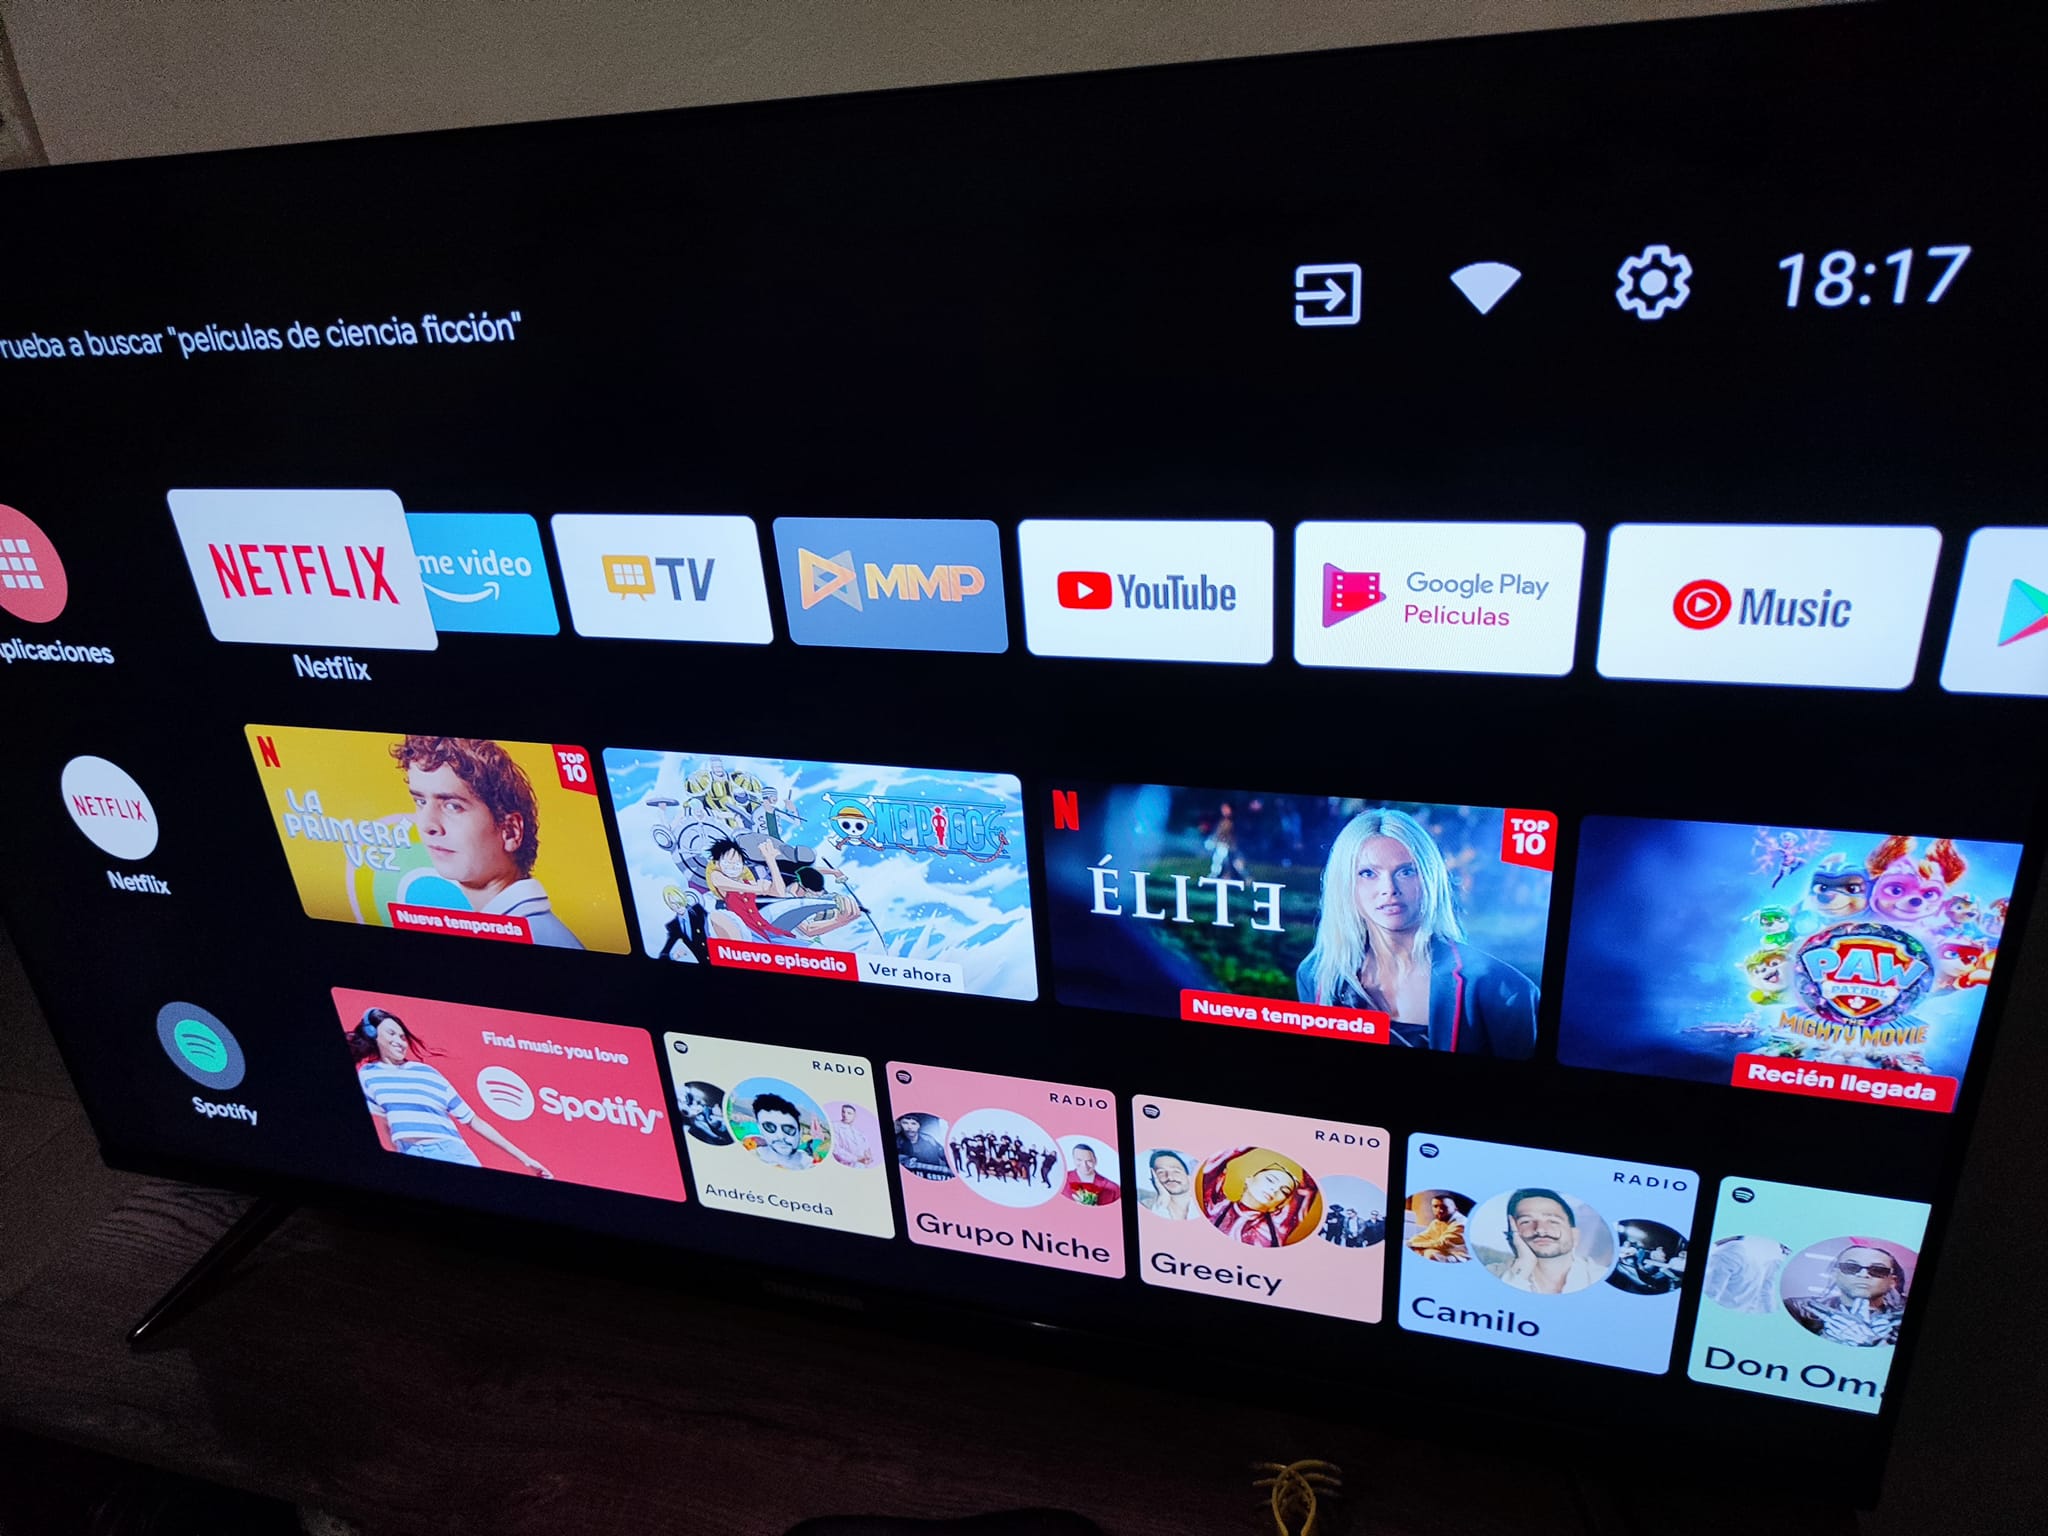 rueba a buscar "películas de ciencia ficción"
18:17
NETFLIX
me video
TV
MMP
YouTube
Google Play
Películas
Music
plicaciones
Netflix
NETFLIX
Netflix
N
LA
PRIMERA
VEZ
TOP
10
Nueva temporada
ONE PIECE
Nuevo episodio
Ver ahora
N
ÉLITƎ
TOP
10
Nueva temporada
PAW
PATROL
THE
MIGHTY MOVIE
Recién llegada
Spotify
Find music you love
Spotify
RADIO
Andrés Cepeda
RADIO
Grupo Niche
RADIO
Greeicy
RADIO
Camilo
Don Oma